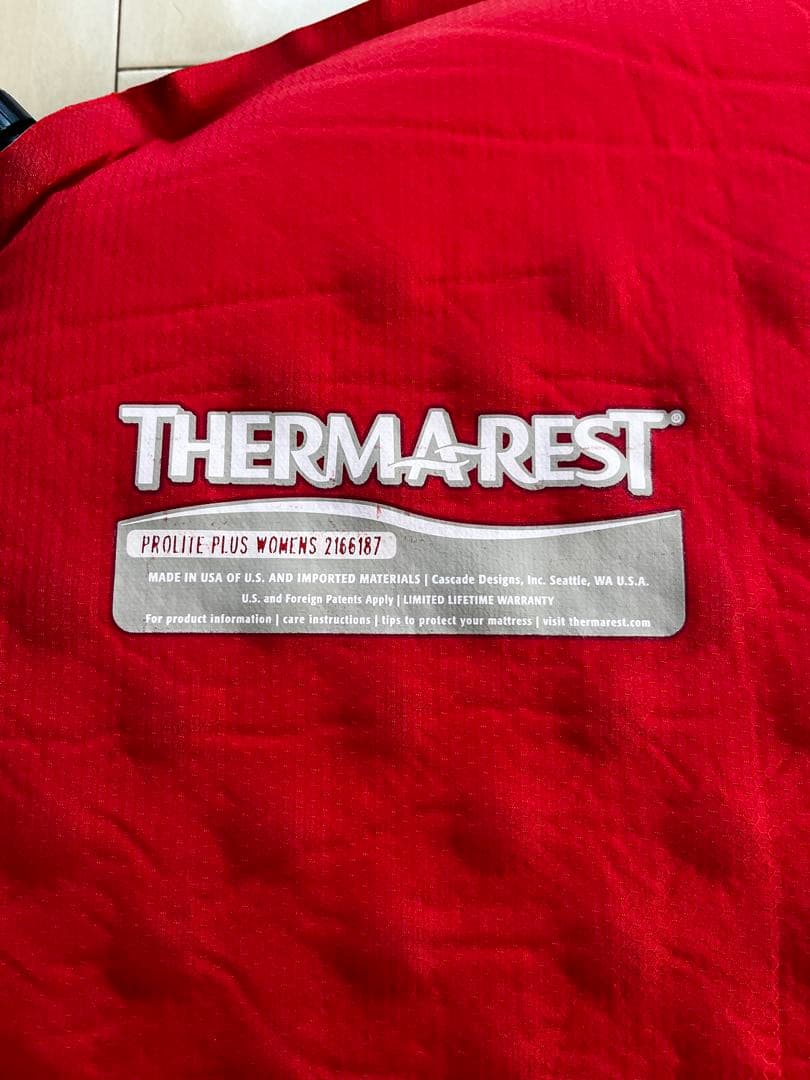 THERM-A-REST®
PROLITE PLUS WOMENS 2166187
MADE IN USA OF U.S. AND IMPORTED MATERIALS | Cascade Designs, Inc. Seattle, WA U.S.A.
U.S. and Foreign Patents Apply | LIMITED LIFETIME WARRANTY
For product information | care instructions | tips to protect your mattress | visit thermarest.com